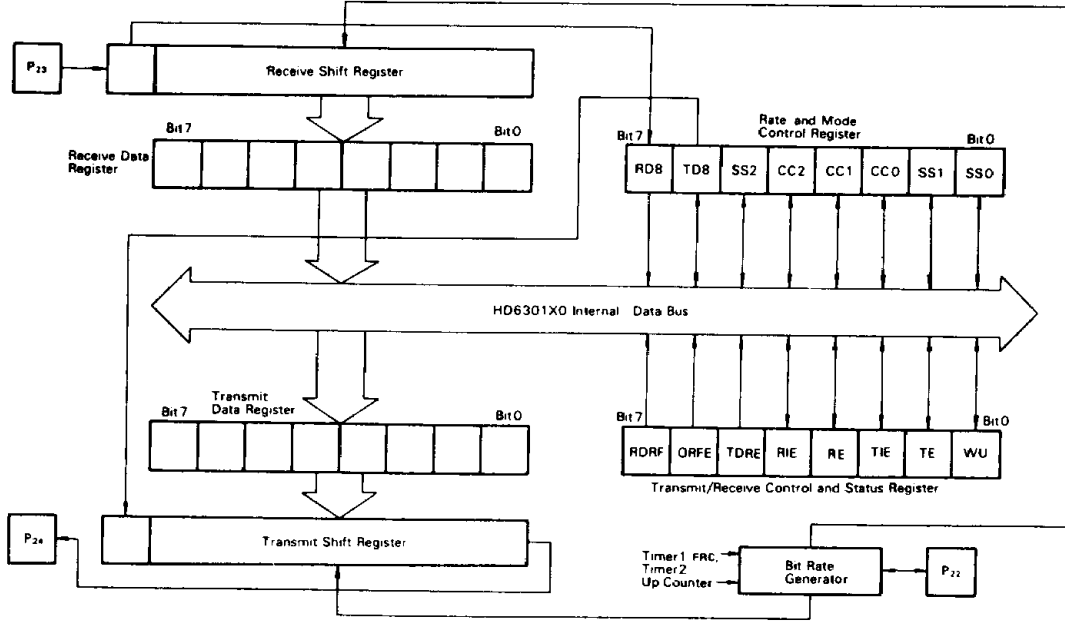 P23
Receive Shift Register
Bit 7
Bit 0
Receive Data
Register
Rate and Mode
Control Register
Bit 7
Bit 0
RD8
TD8
SS2
CC2
CC1
CC0
SS1
SS0
HD6301X0 Internal Data Bus
Transmit
Data Register
Bit 7
Bit 0
Bit 7
Bit 0
RDRF
ORFE
TDRE
RIE
RE
TIE
TE
WU
Transmit/Receive Control and Status Register
P24
Transmit Shift Register
Timer1 FRC,
Timer2
Up Counter
Bit Rate
Generator
P22